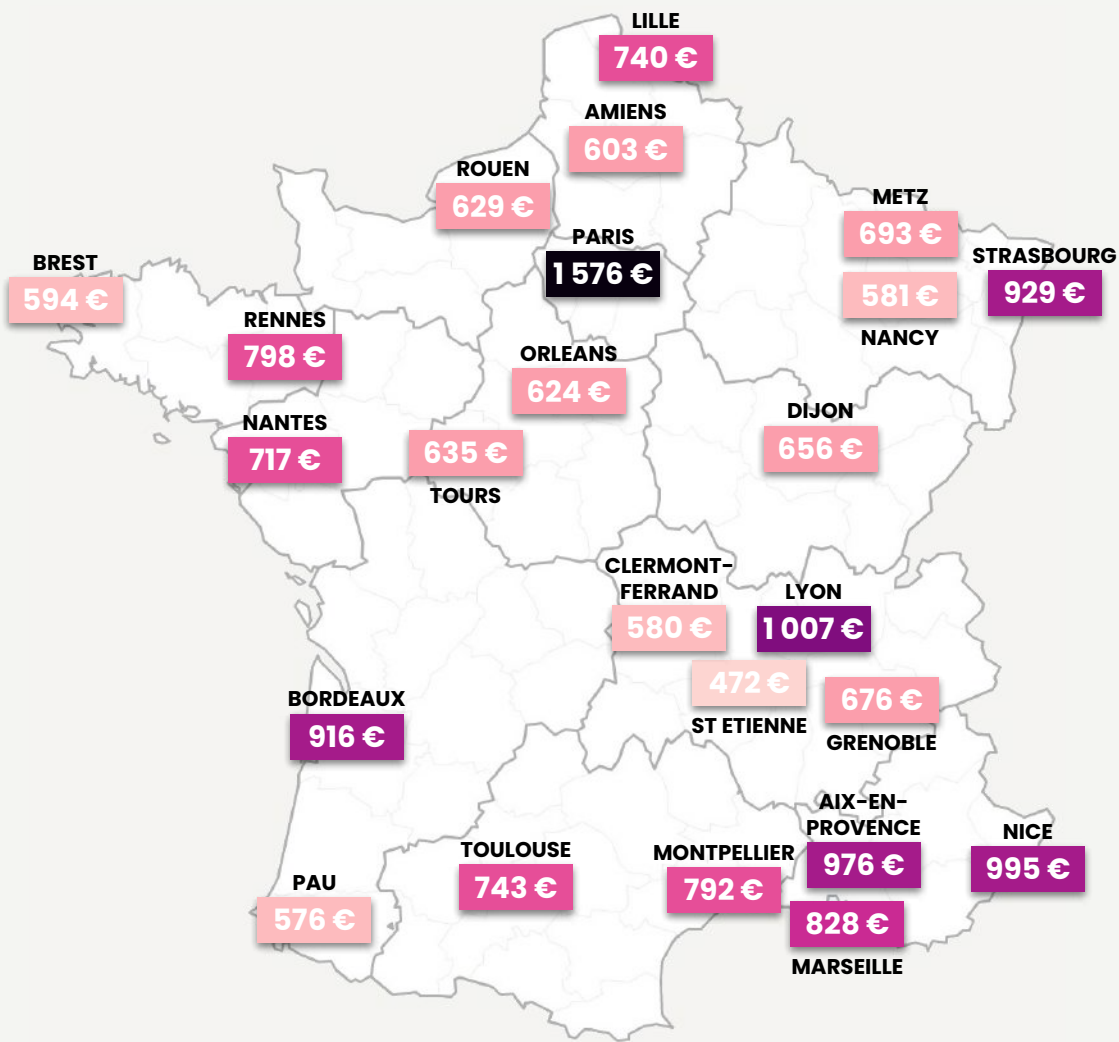 LILLE
740 €
AMIENS
603 €
ROUEN
629 €
METZ
693 €
PARIS
1 576 €
STRASBOURG
929 €
BREST
594 €
581 €
NANCY
RENNES
798 €
ORLEANS
624 €
DIJON
656 €
NANTES
717 €
635 €
TOURS
CLERMONT-
FERRAND
580 €
LYON
1 007 €
472 €
ST ETIENNE
676 €
GRENOBLE
BORDEAUX
916 €
AIX-EN-
PROVENCE
976 €
NICE
995 €
TOULOUSE
743 €
MONTPELLIER
792 €
PAU
576 €
828 €
MARSEILLE